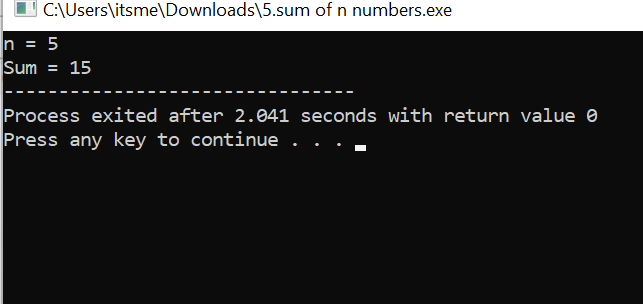 C:\Users\itsme\Downloads\5.sum of n numbers.exe
n = 5
Sum = 15
--------------------------------
Process exited after 2.041 seconds with return value 0
Press any key to continue . . .